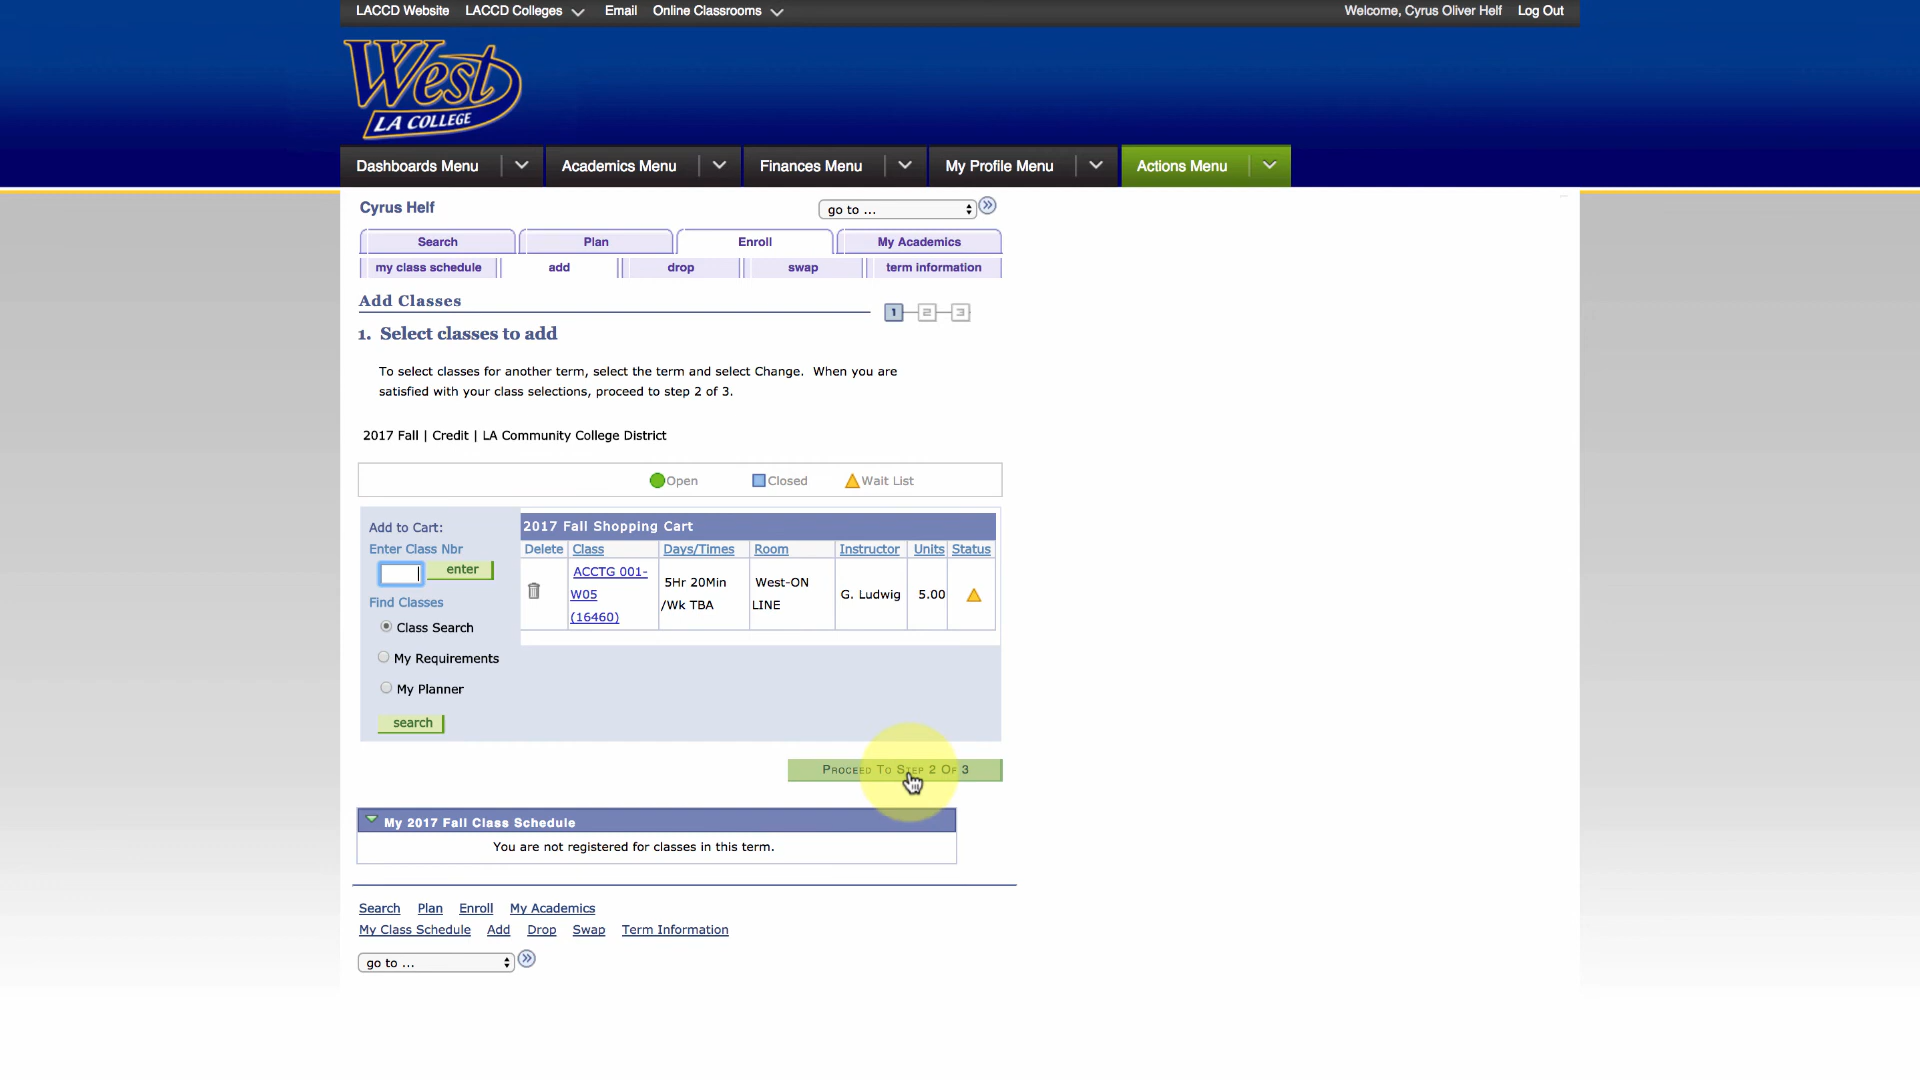 LACCD Website LACCD Colleges Email Online Classrooms Welcome, Cyrus Oliver Helf Log Out
West
LA COLLEGE
Dashboards Menu Academics Menu Finances Menu My Profile Menu Actions Menu
Cyrus Helf go to ...
Search Plan Enroll My Academics
my class schedule add drop swap term information
Add Classes
1 2 3
1. Select classes to add
To select classes for another term, select the term and select Change. When you are
satisfied with your class selections, proceed to step 2 of 3.
2017 Fall | Credit | LA Community College District
Open Closed Wait List
Add to Cart:
Enter Class Nbr
enter
Find Classes
Class Search
My Requirements
My Planner
search
2017 Fall Shopping Cart
Delete Class Days/Times Room Instructor Units Status
ACCTG 001-
W05
(16460)
5Hr 20Min
/Wk TBA
West-ON
LINE
G. Ludwig
5.00
PROCEED TO STEP 2 OF 3
My 2017 Fall Class Schedule
You are not registered for classes in this term.
Search Plan Enroll My Academics
My Class Schedule Add Drop Swap Term Information
go to ...